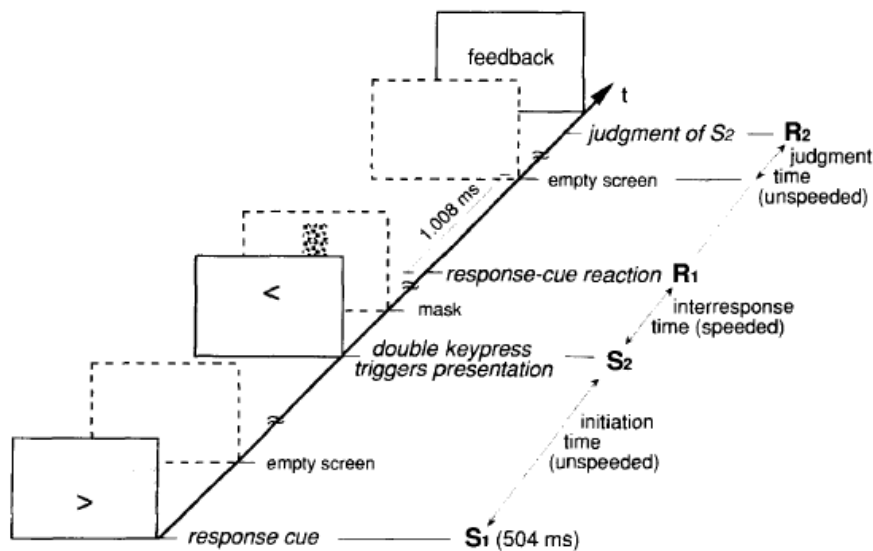 feedback
t
judgment of S2
R2
judgment
time
(unspeeded)
empty screen
1.008 ms
<
response-cue reaction
R1
mask
interresponse
time (speeded)
double keypress
triggers presentation
S2
initiation
time
(unspeeded)
empty screen
>
response cue
S1 (504 ms)